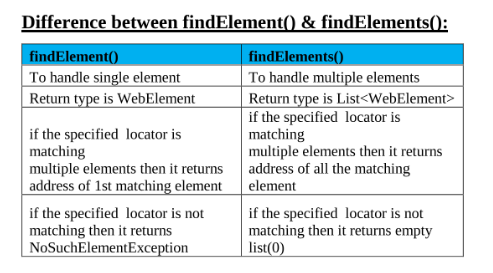 Difference between findElement() & findElements():
findElement()
findElements()
To handle single element
To handle multiple elements
Return type is WebElement
Return type is List<WebElement>
if the specified  locator is
matching
multiple elements then it returns
address of 1st matching element
if the specified  locator is
matching
multiple elements then it returns
address of all the matching
element
if the specified  locator is not
matching then it returns
NoSuchElementException
if the specified  locator is not
matching then it returns empty
list(0)